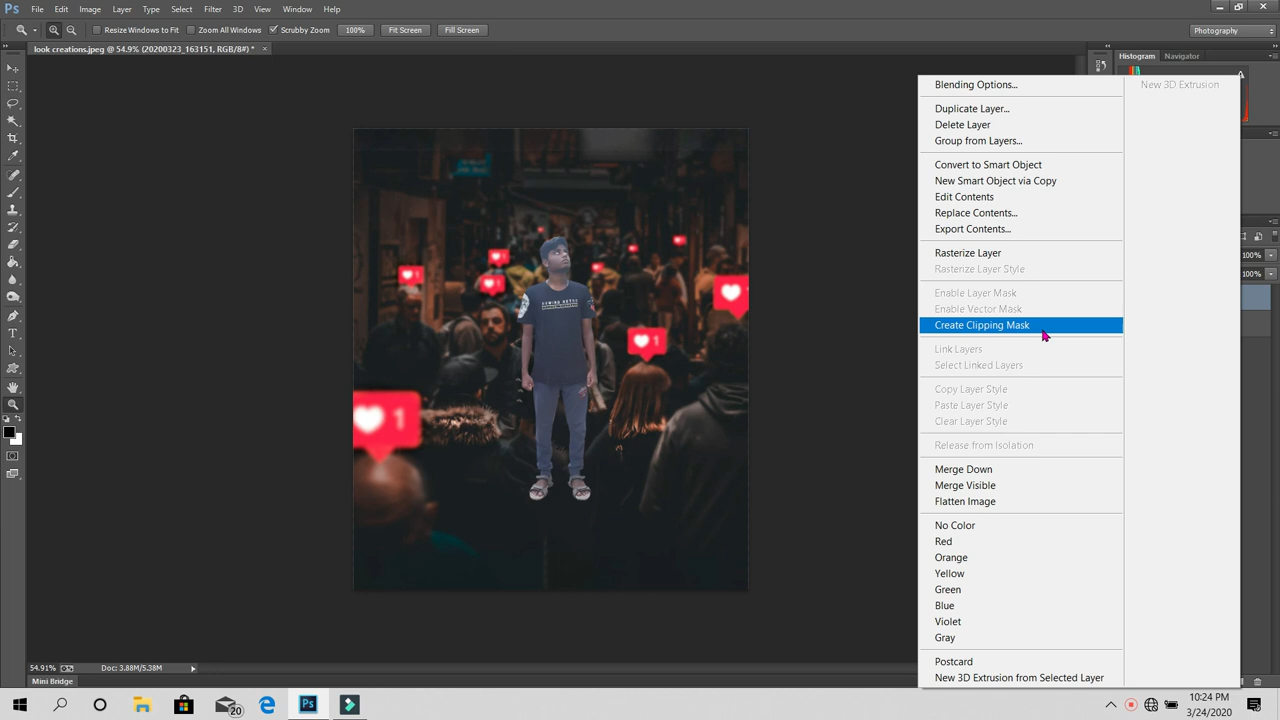 Ps File Edit Image Layer Type Select Filter 3D View Window Help
Resize Windows to Fit Zoom All Windows Scrubby Zoom 100% Fit Screen Fill Screen Photography
look creations.jpeg @ 54.9% (20200323_163151, RGB/8#) * ×
Histogram Navigator
Blending Options... New 3D Extrusion
Duplicate Layer...
Delete Layer
Group from Layers...
Convert to Smart Object
New Smart Object via Copy
Edit Contents
Replace Contents...
Export Contents...
Rasterize Layer
100%
Rasterize Layer Style
100%
Enable Layer Mask
Enable Vector Mask
Create Clipping Mask
Link Layers
Select Linked Layers
Copy Layer Style
Paste Layer Style
Clear Layer Style
Release from Isolation
Merge Down
Merge Visible
Flatten Image
No Color
Red
Orange
Yellow
Green
Blue
Violet
Gray
Postcard
New 3D Extrusion from Selected Layer
1
1
1
1
1
54.91% Doc: 3.88M/5.38M
Mini Bridge
20
Ps
10:24 PM
3/24/2020